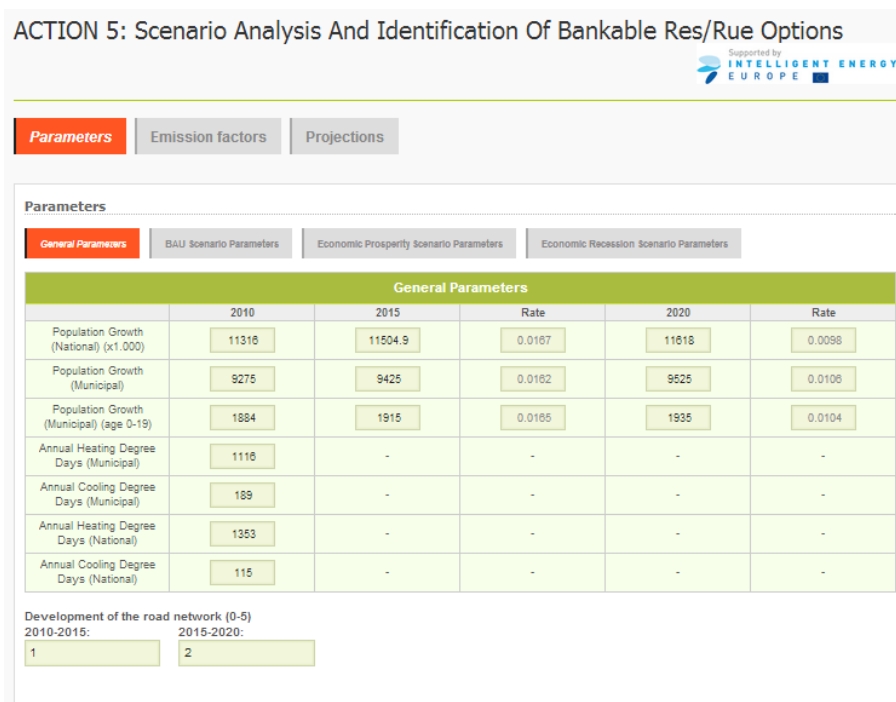 ACTION 5: Scenario Analysis And Identification Of Bankable Res/Rue Options
Supported by
INTELLIGENT ENERGY
EUROPE
Parameters Emission factors Projections
Parameters
General Parameters BAU Scenario Parameters Economic Prosperity Scenario Parameters Economic Recession Scenario Parameters
General Parameters
2010 2015 Rate 2020 Rate
Population Growth
(National) (x1.000) 11316 11504.9 0.0167 11618 0.0098
Population Growth
(Municipal) 9275 9425 0.0162 9525 0.0106
Population Growth
(Municipal) (age 0-19) 1884 1915 0.0165 1935 0.0104
Annual Heating Degree
Days (Municipal) 1116 - - - -
Annual Cooling Degree
Days (Municipal) 189 - - - -
Annual Heating Degree
Days (National) 1353 - - - -
Annual Cooling Degree
Days (National) 115 - - - -
Development of the road network (0-5)
2010-2015: 2015-2020:
1 2